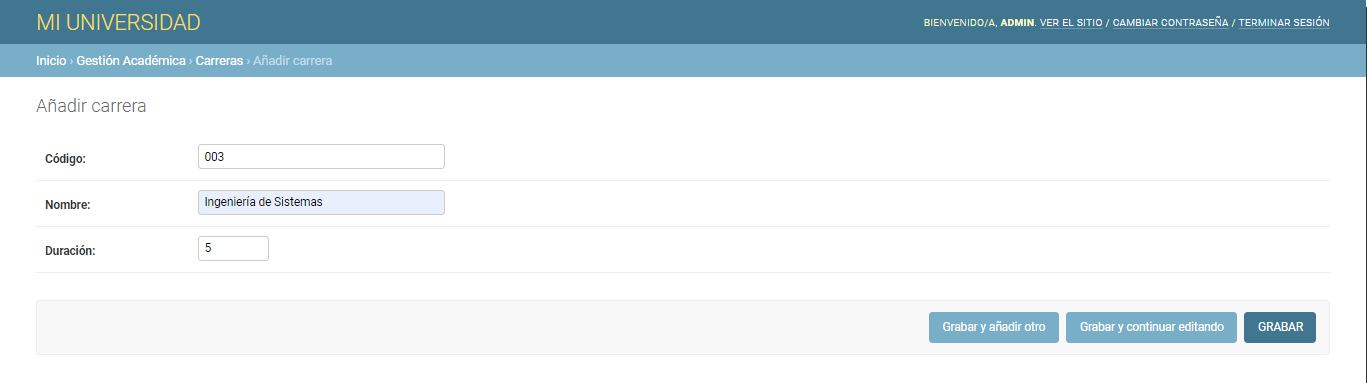 MI UNIVERSIDAD
BIENVENIDO/A, ADMIN. VER EL SITIO / CAMBIAR CONTRASEÑA / TERMINAR SESIÓN
Inicio › Gestión Académica › Carreras › Añadir carrera
Añadir carrera
Código: 003
Nombre: Ingeniería de Sistemas
Duración: 5
Grabar y añadir otro Grabar y continuar editando GRABAR